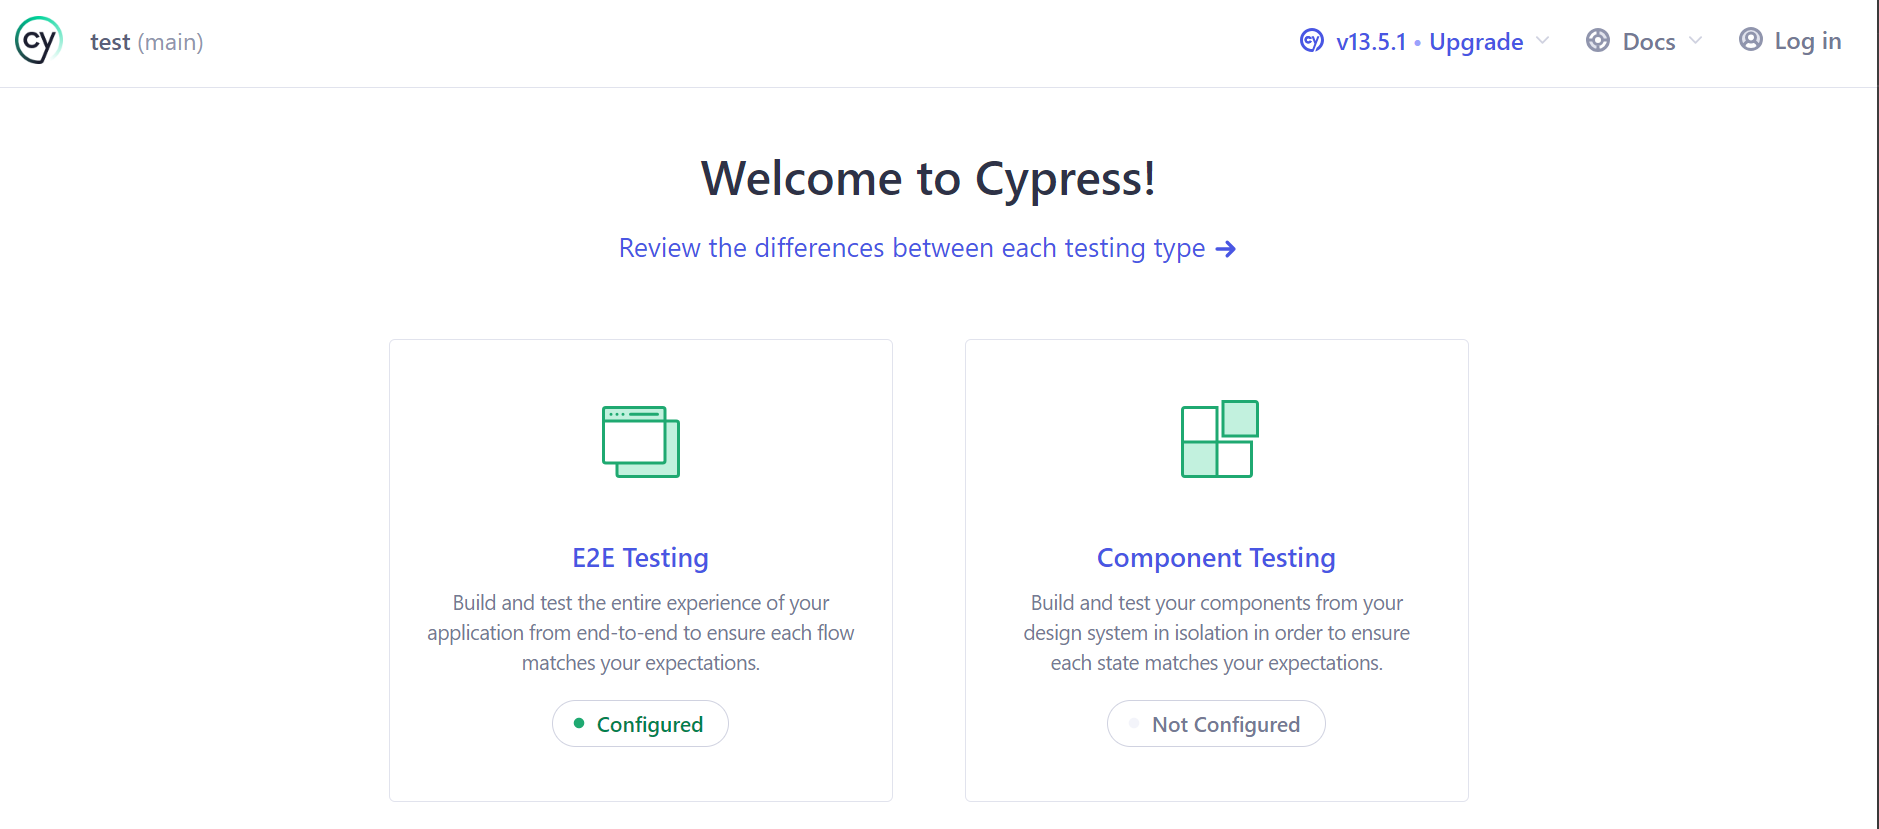 cy test (main) cy v13.5.1 • Upgrade Docs Log in
Welcome to Cypress!
Review the differences between each testing type →
E2E Testing
Build and test the entire experience of your
application from end-to-end to ensure each flow
matches your expectations.
Configured
Component Testing
Build and test your components from your
design system in isolation in order to ensure
each state matches your expectations.
Not Configured